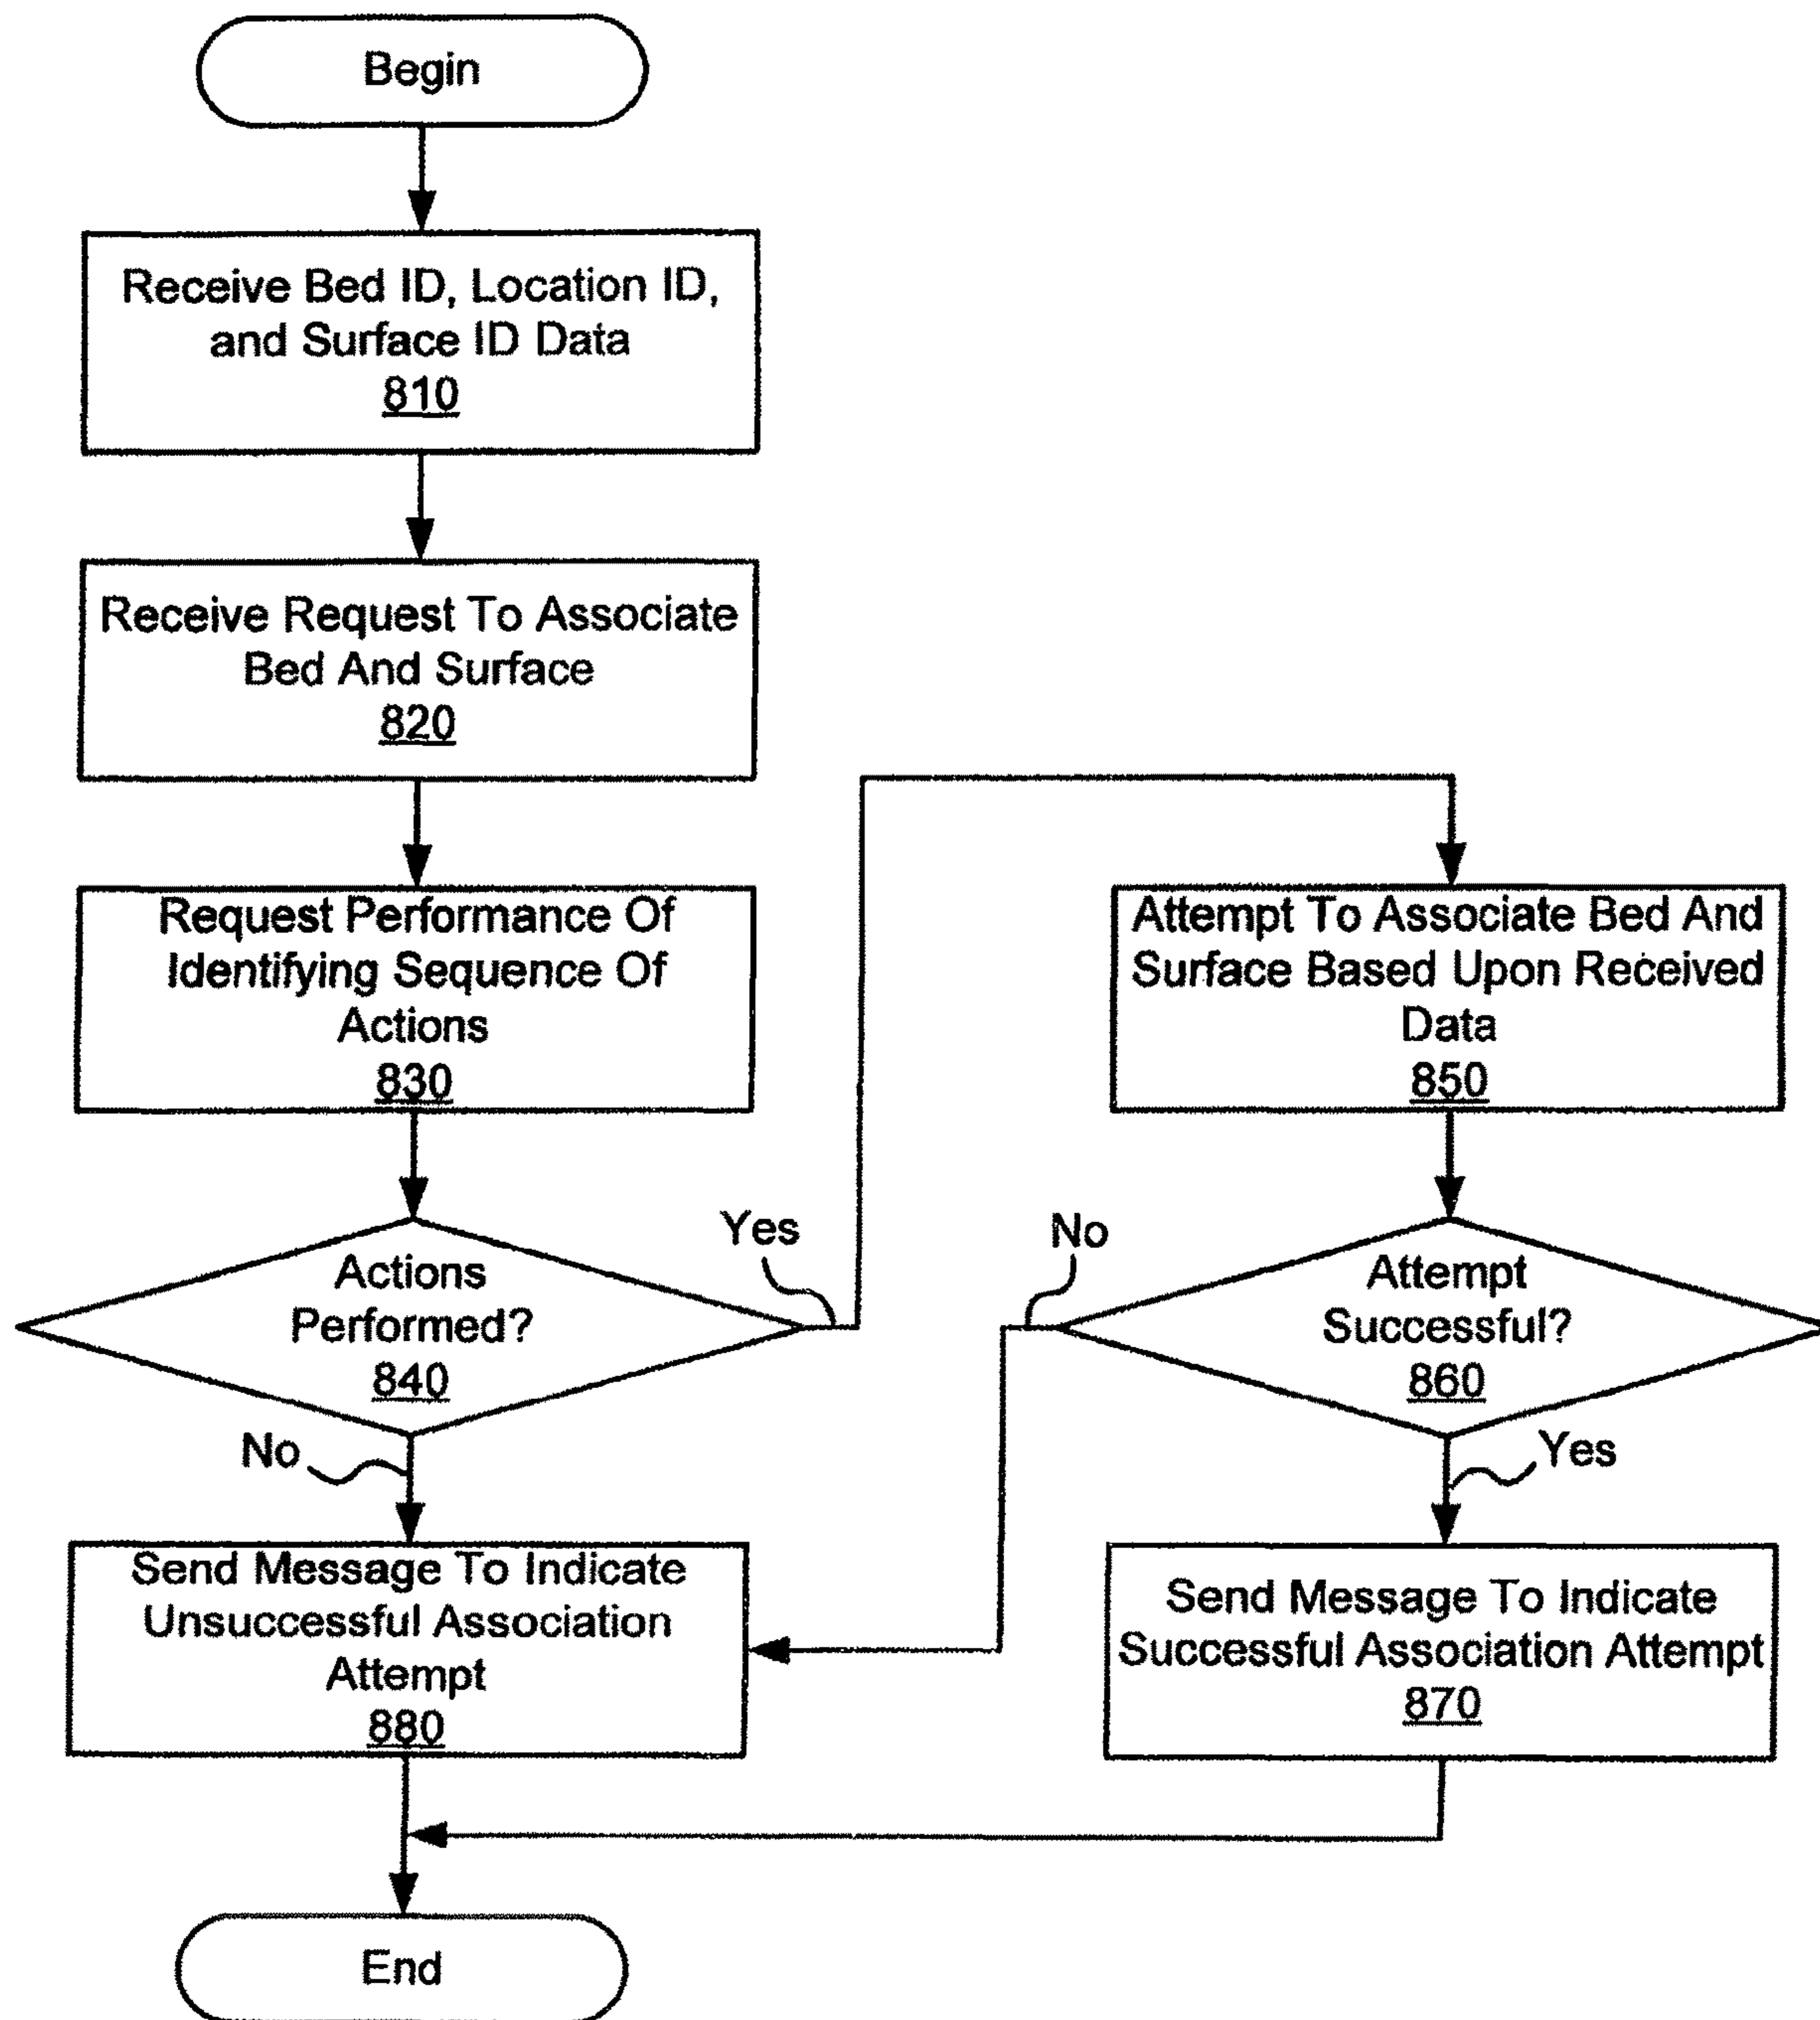 Begin
Receive Bed ID, Location ID,
and Surface ID Data
810
Receive Request To Associate
Bed And Surface
820
Request Performance Of
Identifying Sequence Of
Actions
830
Actions
Performed?
840
Yes
No
Attempt To Associate Bed And
Surface Based Upon Received
Data
850
Attempt
Successful?
860
No
Yes
Send Message To Indicate
Unsuccessful Association
Attempt
880
Send Message To Indicate
Successful Association Attempt
870
End